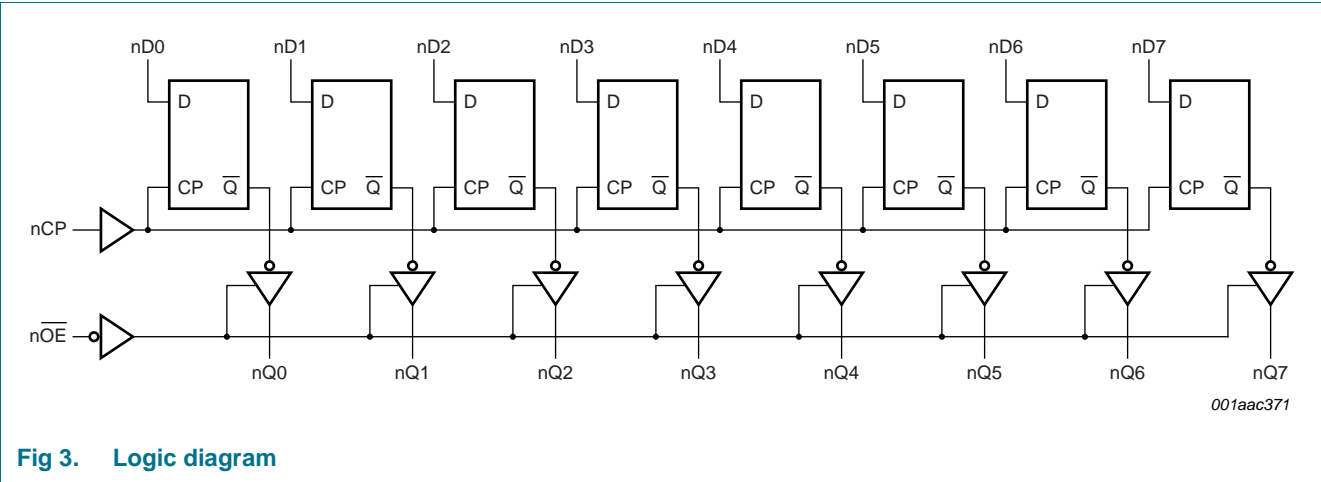 nD0 nD1 nD2 nD3 nD4 nD5 nD6 nD7
D D D D D D D D
CP Q̅ CP Q̅ CP Q̅ CP Q̅ CP Q̅ CP Q̅ CP Q̅ CP Q̅
nCP
nO̅E̅
nQ0 nQ1 nQ2 nQ3 nQ4 nQ5 nQ6 nQ7
001aac371
Fig 3. Logic diagram